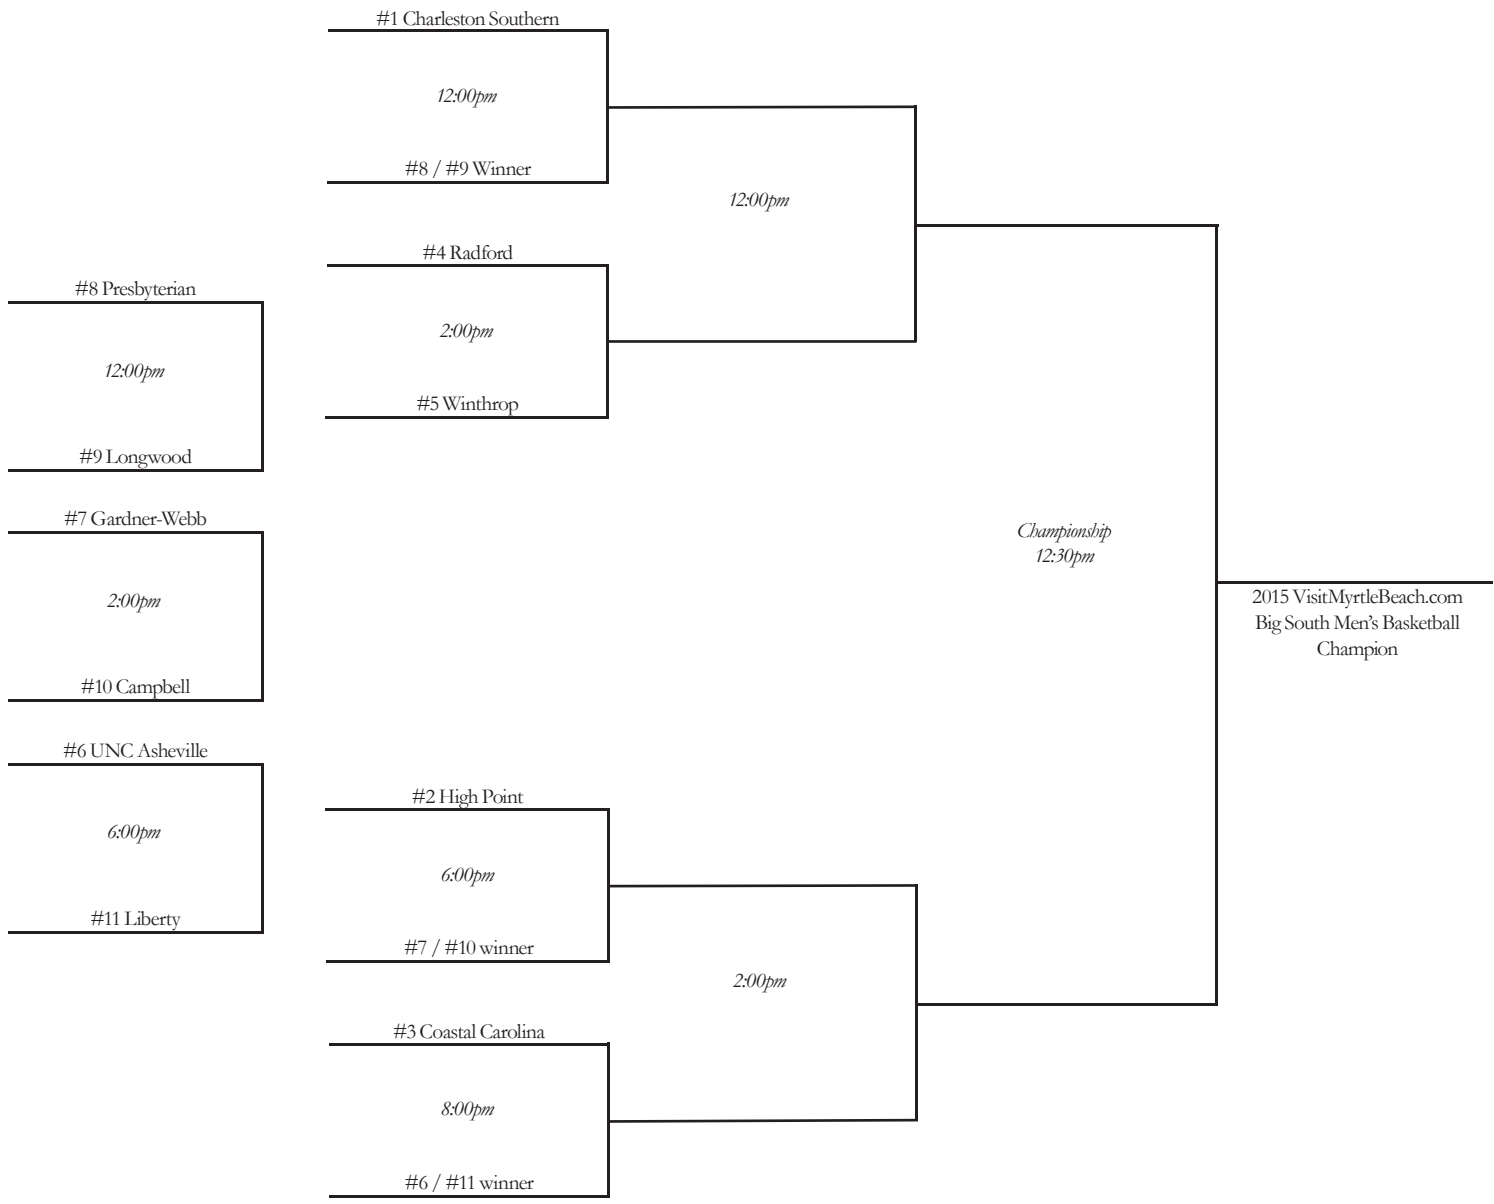 #1 Charleston Southern
12:00pm
#8 / #9 Winner
12:00pm
#4 Radford
2:00pm
#5 Winthrop
#8 Presbyterian
12:00pm
#9 Longwood
#7 Gardner-Webb
2:00pm
#10 Campbell
#6 UNC Asheville
6:00pm
#11 Liberty
#2 High Point
6:00pm
#7 / #10 winner
2:00pm
#3 Coastal Carolina
8:00pm
#6 / #11 winner
Championship
12:30pm
2015 VisitMyrtleBeach.com
Big South Men's Basketball
Champion